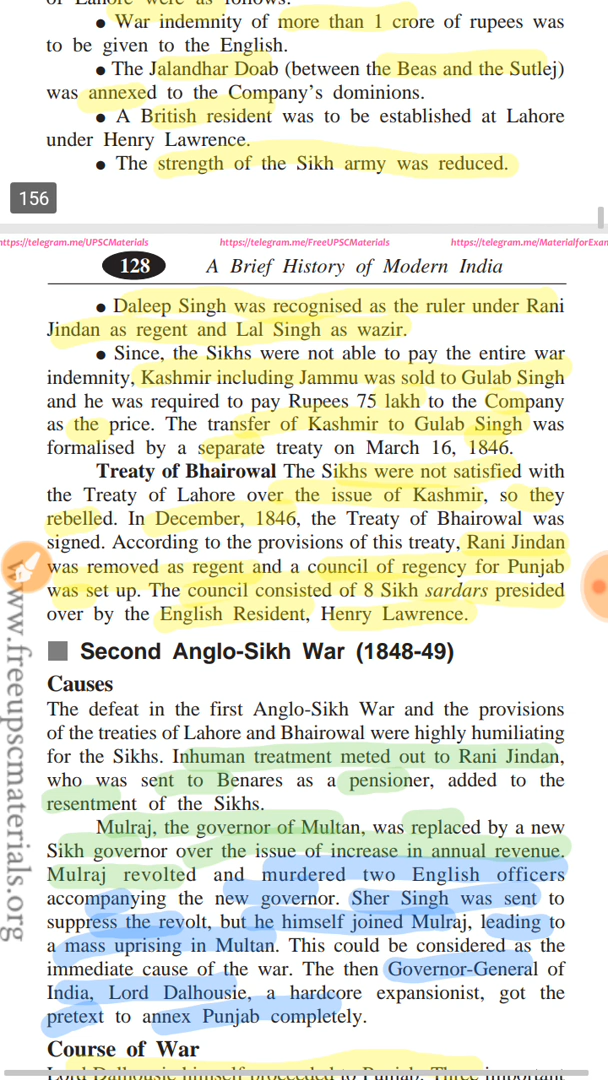 of Lahore were as follows:
• War indemnity of more than 1 crore of rupees was
to be given to the English.
• The Jalandhar Doab (between the Beas and the Sutlej)
was annexed to the Company's dominions.
• A British resident was to be established at Lahore
under Henry Lawrence.
• The strength of the Sikh army was reduced.
156
https://telegram.me/UPSCMaterials https://telegram.me/FreeUPSCMaterials https://telegram.me/MaterialforExam
128 A Brief History of Modern India
• Daleep Singh was recognised as the ruler under Rani
Jindan as regent and Lal Singh as wazir.
• Since, the Sikhs were not able to pay the entire war
indemnity, Kashmir including Jammu was sold to Gulab Singh
and he was required to pay Rupees 75 lakh to the Company
as the price. The transfer of Kashmir to Gulab Singh was
formalised by a separate treaty on March 16, 1846.
Treaty of Bhairowal The Sikhs were not satisfied with
the Treaty of Lahore over the issue of Kashmir, so they
rebelled. In December, 1846, the Treaty of Bhairowal was
signed. According to the provisions of this treaty, Rani Jindan
was removed as regent and a council of regency for Punjab
was set up. The council consisted of 8 Sikh sardars presided
over by the English Resident, Henry Lawrence.
Second Anglo-Sikh War (1848-49)
Causes
The defeat in the first Anglo-Sikh War and the provisions
of the treaties of Lahore and Bhairowal were highly humiliating
for the Sikhs. Inhuman treatment meted out to Rani Jindan,
who was sent to Benares as a pensioner, added to the
resentment of the Sikhs.
Mulraj, the governor of Multan, was replaced by a new
Sikh governor over the issue of increase in annual revenue.
Mulraj revolted and murdered two English officers
accompanying the new governor. Sher Singh was sent to
suppress the revolt, but he himself joined Mulraj, leading to
a mass uprising in Multan. This could be considered as the
immediate cause of the war. The then Governor-General of
India, Lord Dalhousie, a hardcore expansionist, got the
pretext to annex Punjab completely.
Course of War
Lord Dalhousie himself proceeded to Punjab. Three important
www.freeupscmaterials.org